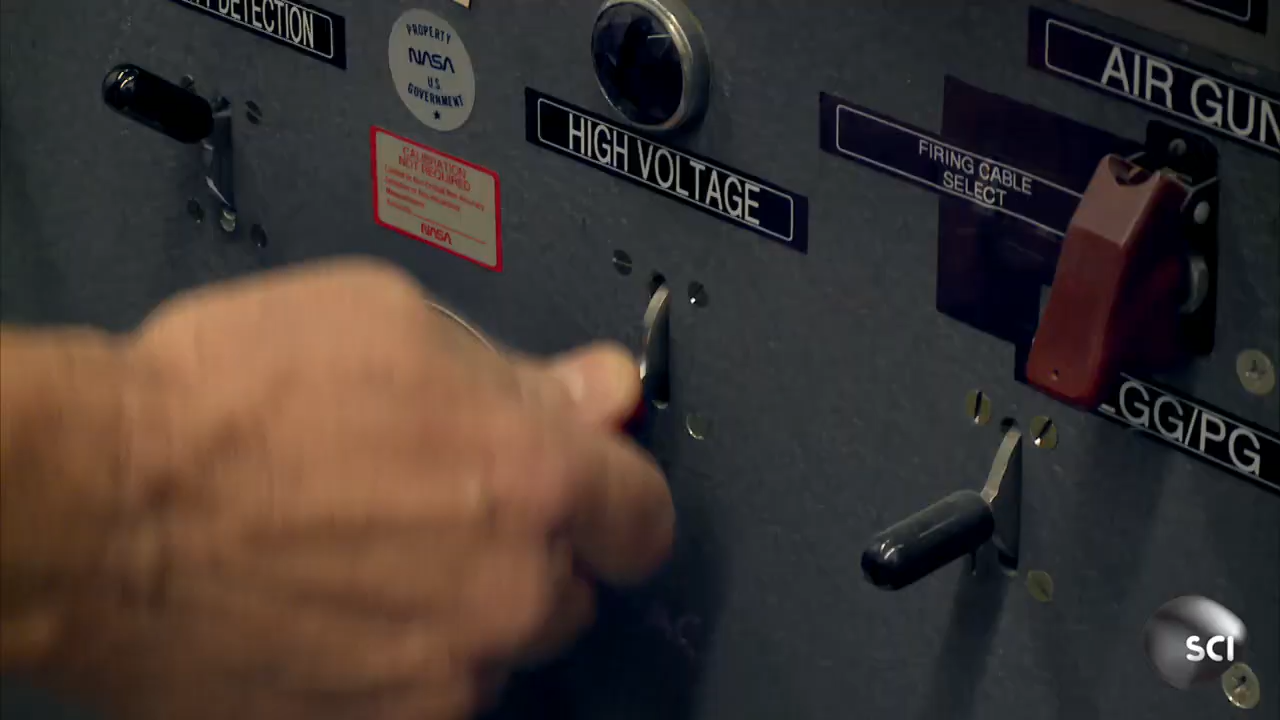 DETECTION
PROPERTY
NASA
U.S.
GOVERNMENT
CALIBRATION
NOT REQUIRED
NASA
HIGH VOLTAGE
FIRING CABLE
SELECT
AIR GUN
GG/PG
SCI